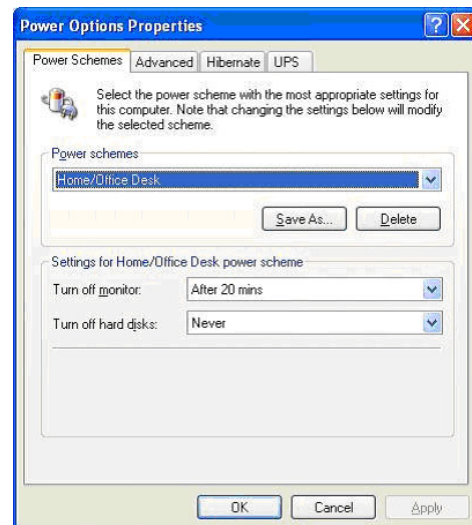 Power Options Properties
Power Schemes Advanced Hibernate UPS
Select the power scheme with the most appropriate settings for
this computer. Note that changing the settings below will modify
the selected scheme.
Power schemes
Home/Office Desk
Save As... Delete
Settings for Home/Office Desk power scheme
Turn off monitor: After 20 mins
Turn off hard disks: Never
OK Cancel Apply